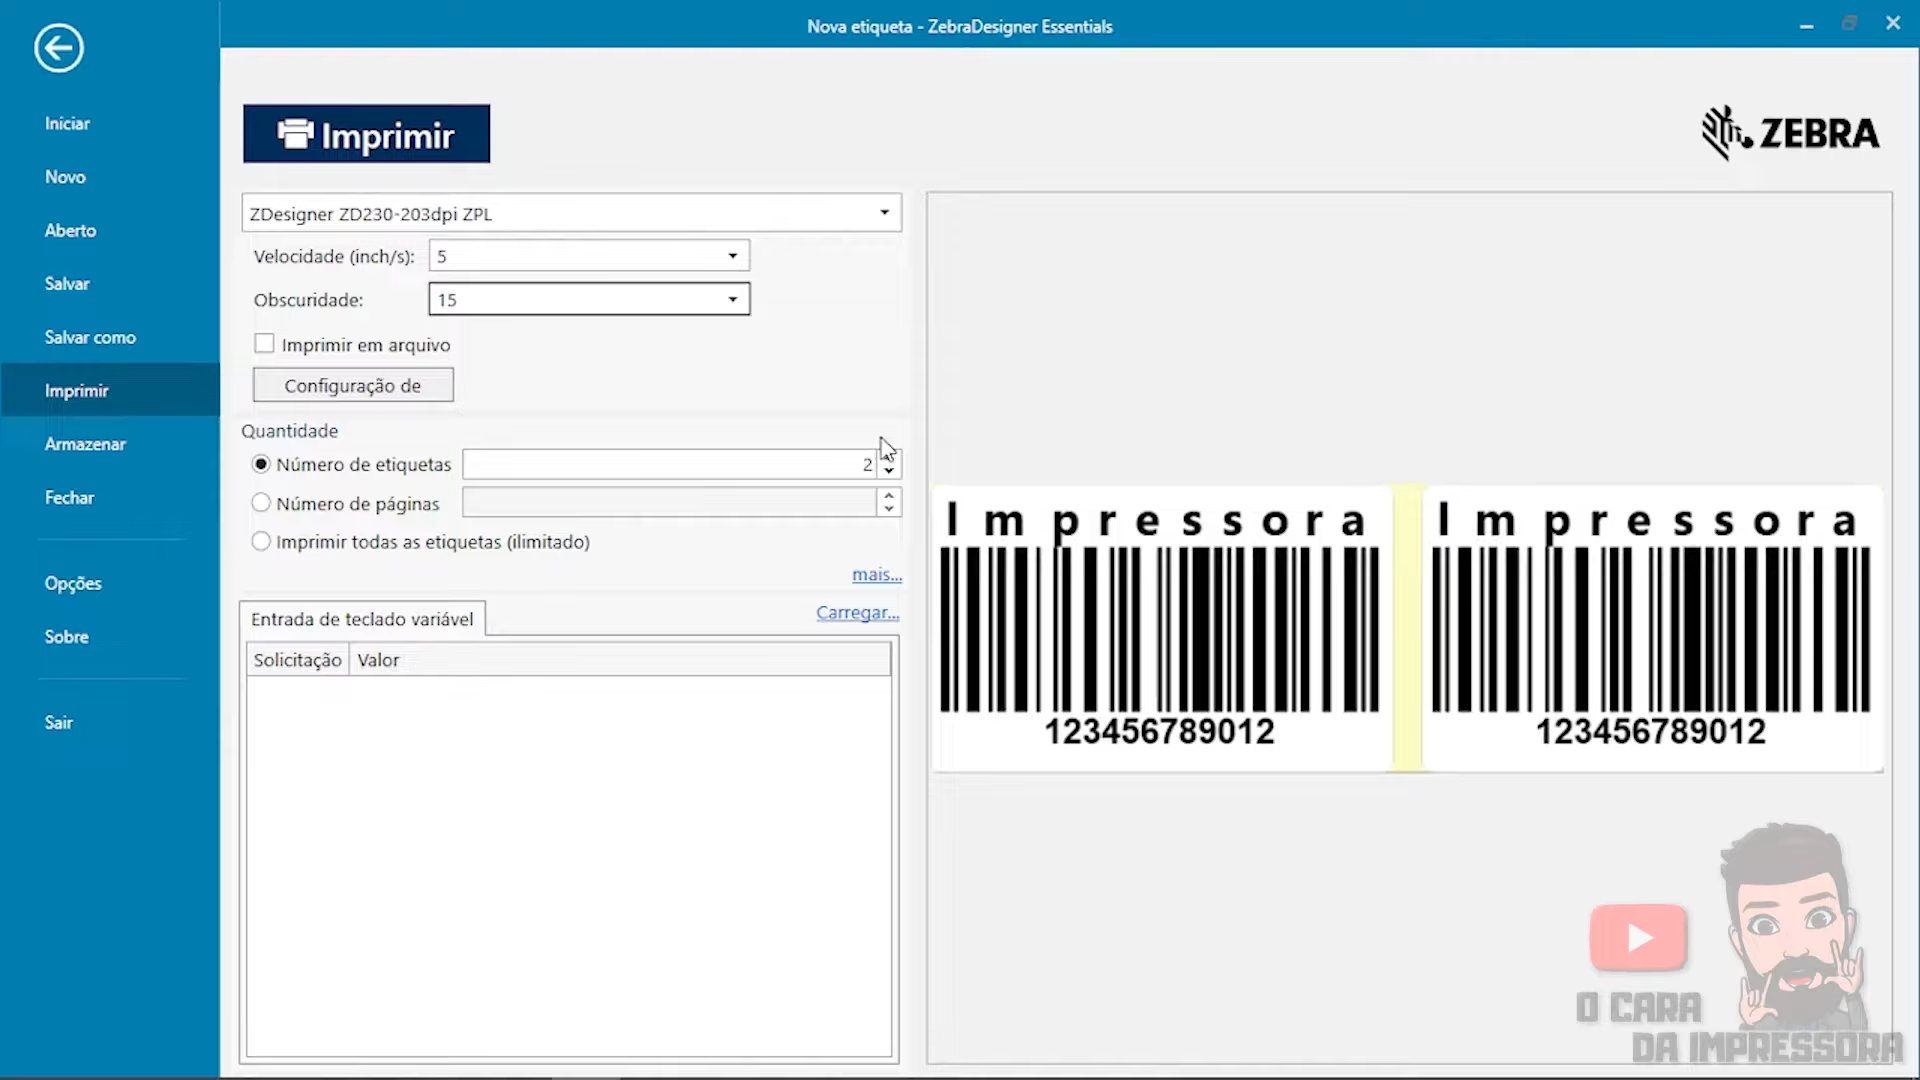 Nova etiqueta - ZebraDesigner Essentials
Iniciar
Novo
Aberto
Salvar
Salvar como
Imprimir
Armazenar
Fechar
Opções
Sobre
Sair
Imprimir
ZEBRA
ZDesigner ZD230-203dpi ZPL
Velocidade (inch/s): 5
Obscuridade: 15
Imprimir em arquivo
Configuração de
Quantidade
Número de etiquetas 2
Número de páginas
Imprimir todas as etiquetas (ilimitado)
mais...
Carregar...
Entrada de teclado variável
Solicitação Valor
Impressora Impressora
123456789012 123456789012
O CARA
DA IMPRESSORA